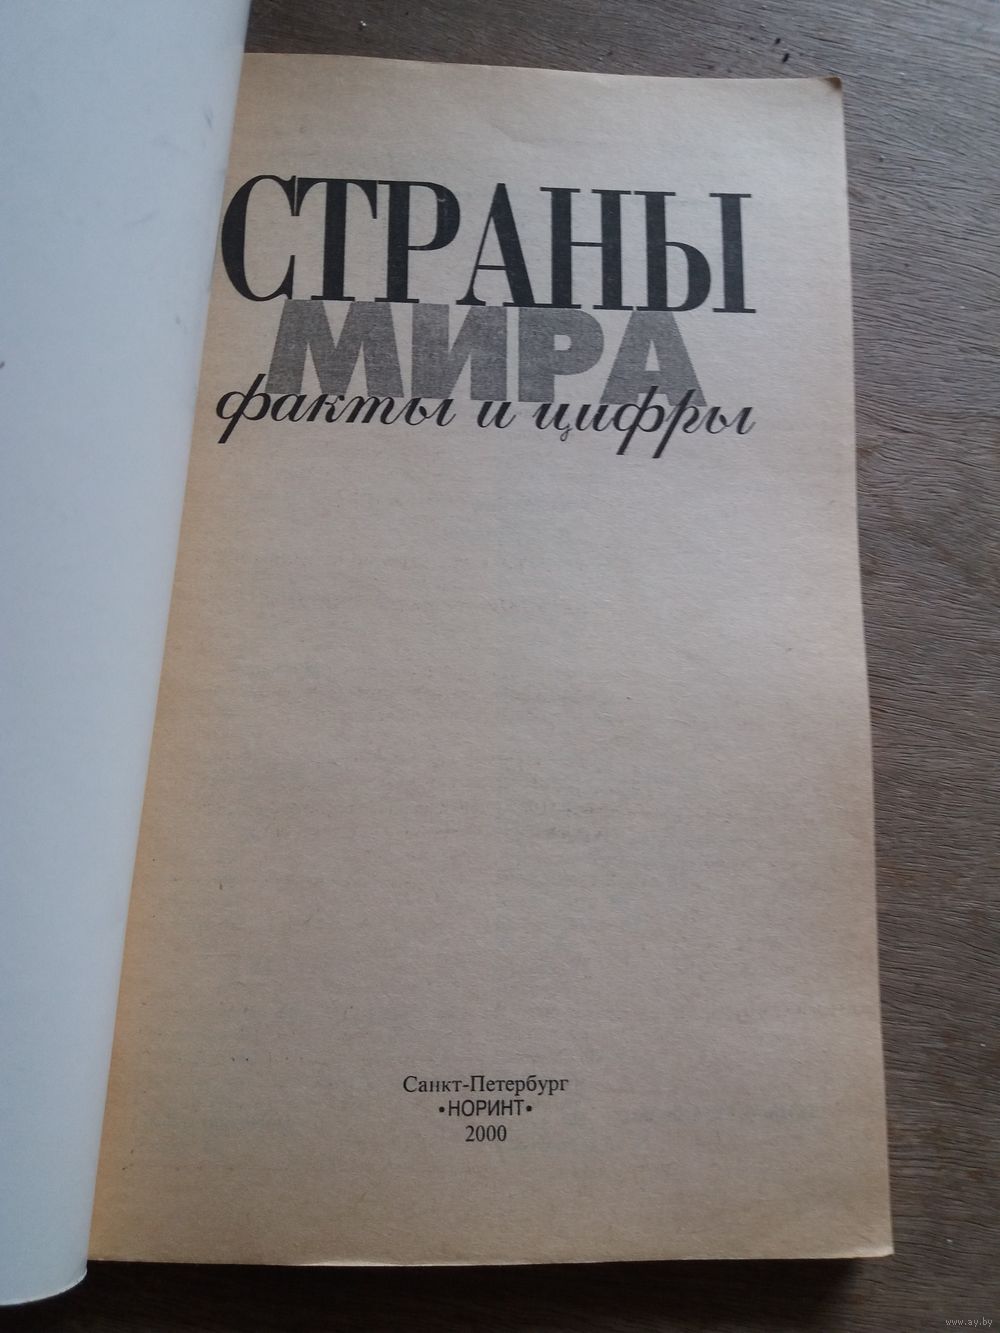 СТРАНЫ
МИРА
факты и цифры
Санкт-Петербург
•НОРИНТ•
2000
www.ay.by